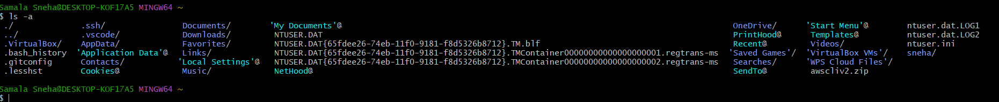 Samala Sneha@DESKTOP-KOF17A5 MINGW64 ~
$ ls -a
./ .ssh/ Documents/ 'My Documents'@ OneDrive/ 'Start Menu'@ ntuser.dat.LOG1
../ .vscode/ Downloads/ NTUSER.DAT PrintHood@ Templates@ ntuser.dat.LOG2
.VirtualBox/ AppData/ Favorites/ NTUSER.DAT{65fdee26-74eb-11f0-9181-f8d5326b8712}.TM.blf Recent@ Videos/ ntuser.ini
.bash_history 'Application Data'@ Links/ NTUSER.DAT{65fdee26-74eb-11f0-9181-f8d5326b8712}.TMContainer00000000000000000001.regtrans-ms 'Saved Games'/ 'VirtualBox VMs'/ sneha/
.gitconfig Contacts/ 'Local Settings'@ NTUSER.DAT{65fdee26-74eb-11f0-9181-f8d5326b8712}.TMContainer00000000000000000002.regtrans-ms Searches/ 'WPS Cloud Files'/
.lesshst Cookies@ Music/ NetHood@ SendTo@ awscliv2.zip
Samala Sneha@DESKTOP-KOF17A5 MINGW64 ~
$